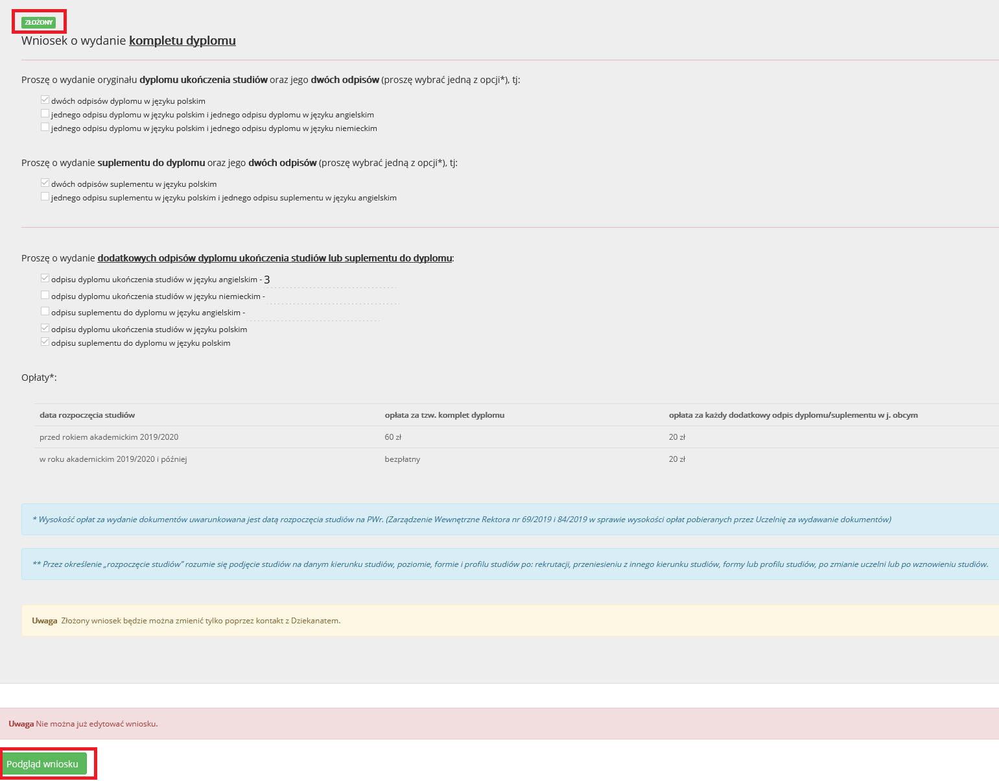 ZŁOŻONY
Wniosek o wydanie kompletu dyplomu
Proszę o wydanie oryginału dyplomu ukończenia studiów oraz jego dwóch odpisów (proszę wybrać jedną z opcji*), tj:
dwóch odpisów dyplomu w języku polskim
jednego odpisu dyplomu w języku polskim i jednego odpisu dyplomu w języku angielskim
jednego odpisu dyplomu w języku polskim i jednego odpisu dyplomu w języku niemieckim
Proszę o wydanie suplementu do dyplomu oraz jego dwóch odpisów (proszę wybrać jedną z opcji*), tj:
dwóch odpisów suplementu w języku polskim
jednego odpisu suplementu w języku polskim i jednego odpisu suplementu w języku angielskim
Proszę o wydanie dodatkowych odpisów dyplomu ukończenia studiów lub suplementu do dyplomu:
odpisu dyplomu ukończenia studiów w języku angielskim - 3
odpisu dyplomu ukończenia studiów w języku niemieckim -
odpisu suplementu do dyplomu w języku angielskim -
odpisu dyplomu ukończenia studiów w języku polskim
odpisu suplementu do dyplomu w języku polskim
Opłaty*:
data rozpoczęcia studiów opłata za tzw. komplet dyplomu opłata za każdy dodatkowy odpis dyplomu/suplementu w j. obcym
przed rokiem akademickim 2019/2020 60 zł 20 zł
w roku akademickim 2019/2020 i później bezpłatny 20 zł
* Wysokość opłat za wydanie dokumentów uwarunkowana jest datą rozpoczęcia studiów na PWr. (Zarządzenie Wewnętrzne Rektora nr 69/2019 i 84/2019 w sprawie wysokości opłat pobieranych przez Uczelnię za wydawanie dokumentów)
** Przez określenie „rozpoczęcie studiów” rozumie się podjęcie studiów na danym kierunku studiów, poziomie, formie i profilu studiów po: rekrutacji, przeniesieniu z innego kierunku studiów, formy lub profilu studiów, po zmianie uczelni lub po wznowieniu studiów.
Uwaga Złożony wniosek będzie można zmienić tylko poprzez kontakt z Dziekanatem.
Uwaga Nie można już edytować wniosku.
Podgląd wniosku